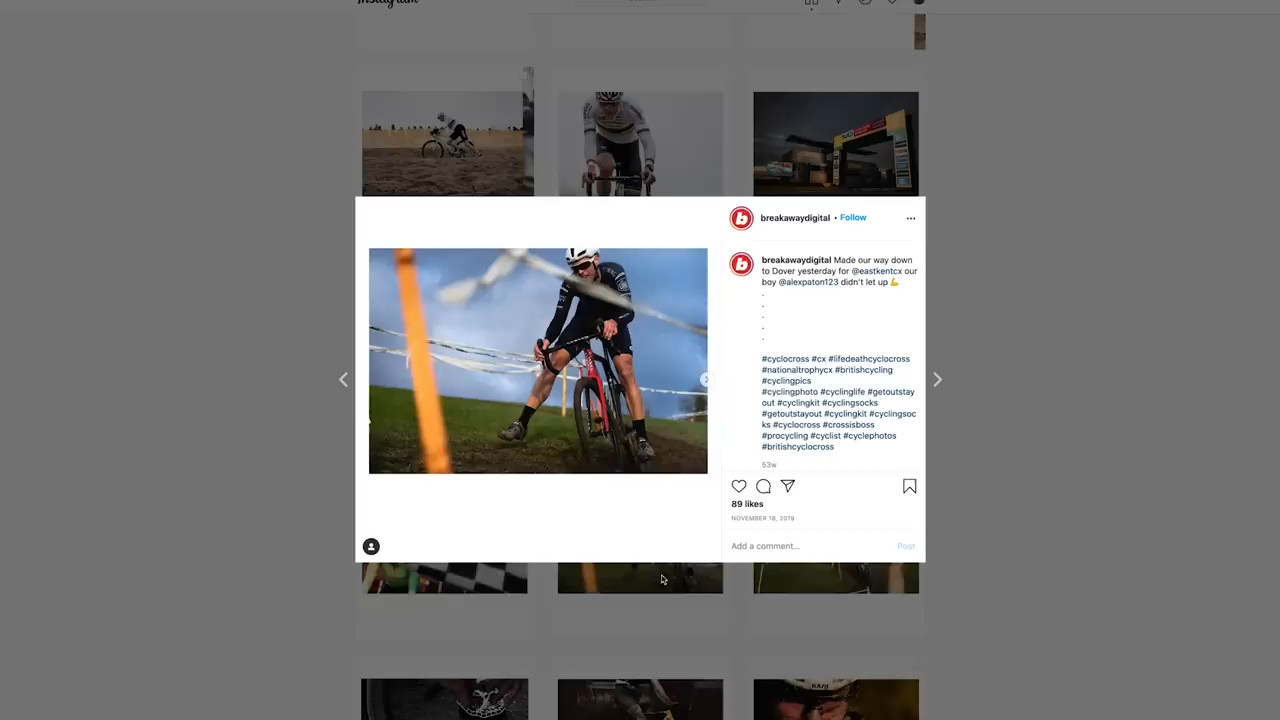 Instagram
breakawaydigital • Follow
breakawaydigital Made our way down
to Dover yesterday for @eastkentcx our
boy @alexpaton123 didn't let up 💪
.
.
.
.
.
#cyclocross #cx #lifedeathcyclocross
#nationaltrophycx #britishcycling
#cyclingpics
#cyclingphoto #cyclinglife #getoutstay
out #cyclingkit #cyclingsocks
#getoutstayout #cyclingkit #cyclingsoc
ks #cyclocross #crossisboss
#procycling #cyclist #cyclephotos
#britishcyclocross
53w
89 likes
NOVEMBER 18, 2019
Add a comment...
Post